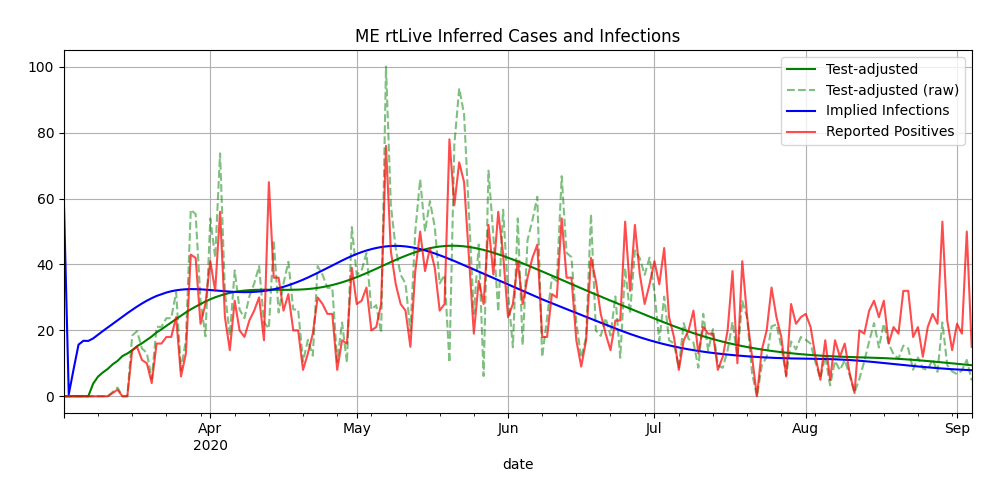 ME rtLive Inferred Cases and Infections
Test-adjusted
Test-adjusted (raw)
Implied Infections
Reported Positives
100
80
60
40
20
0
Apr
2020
May
Jun
Jul
Aug
Sep
date